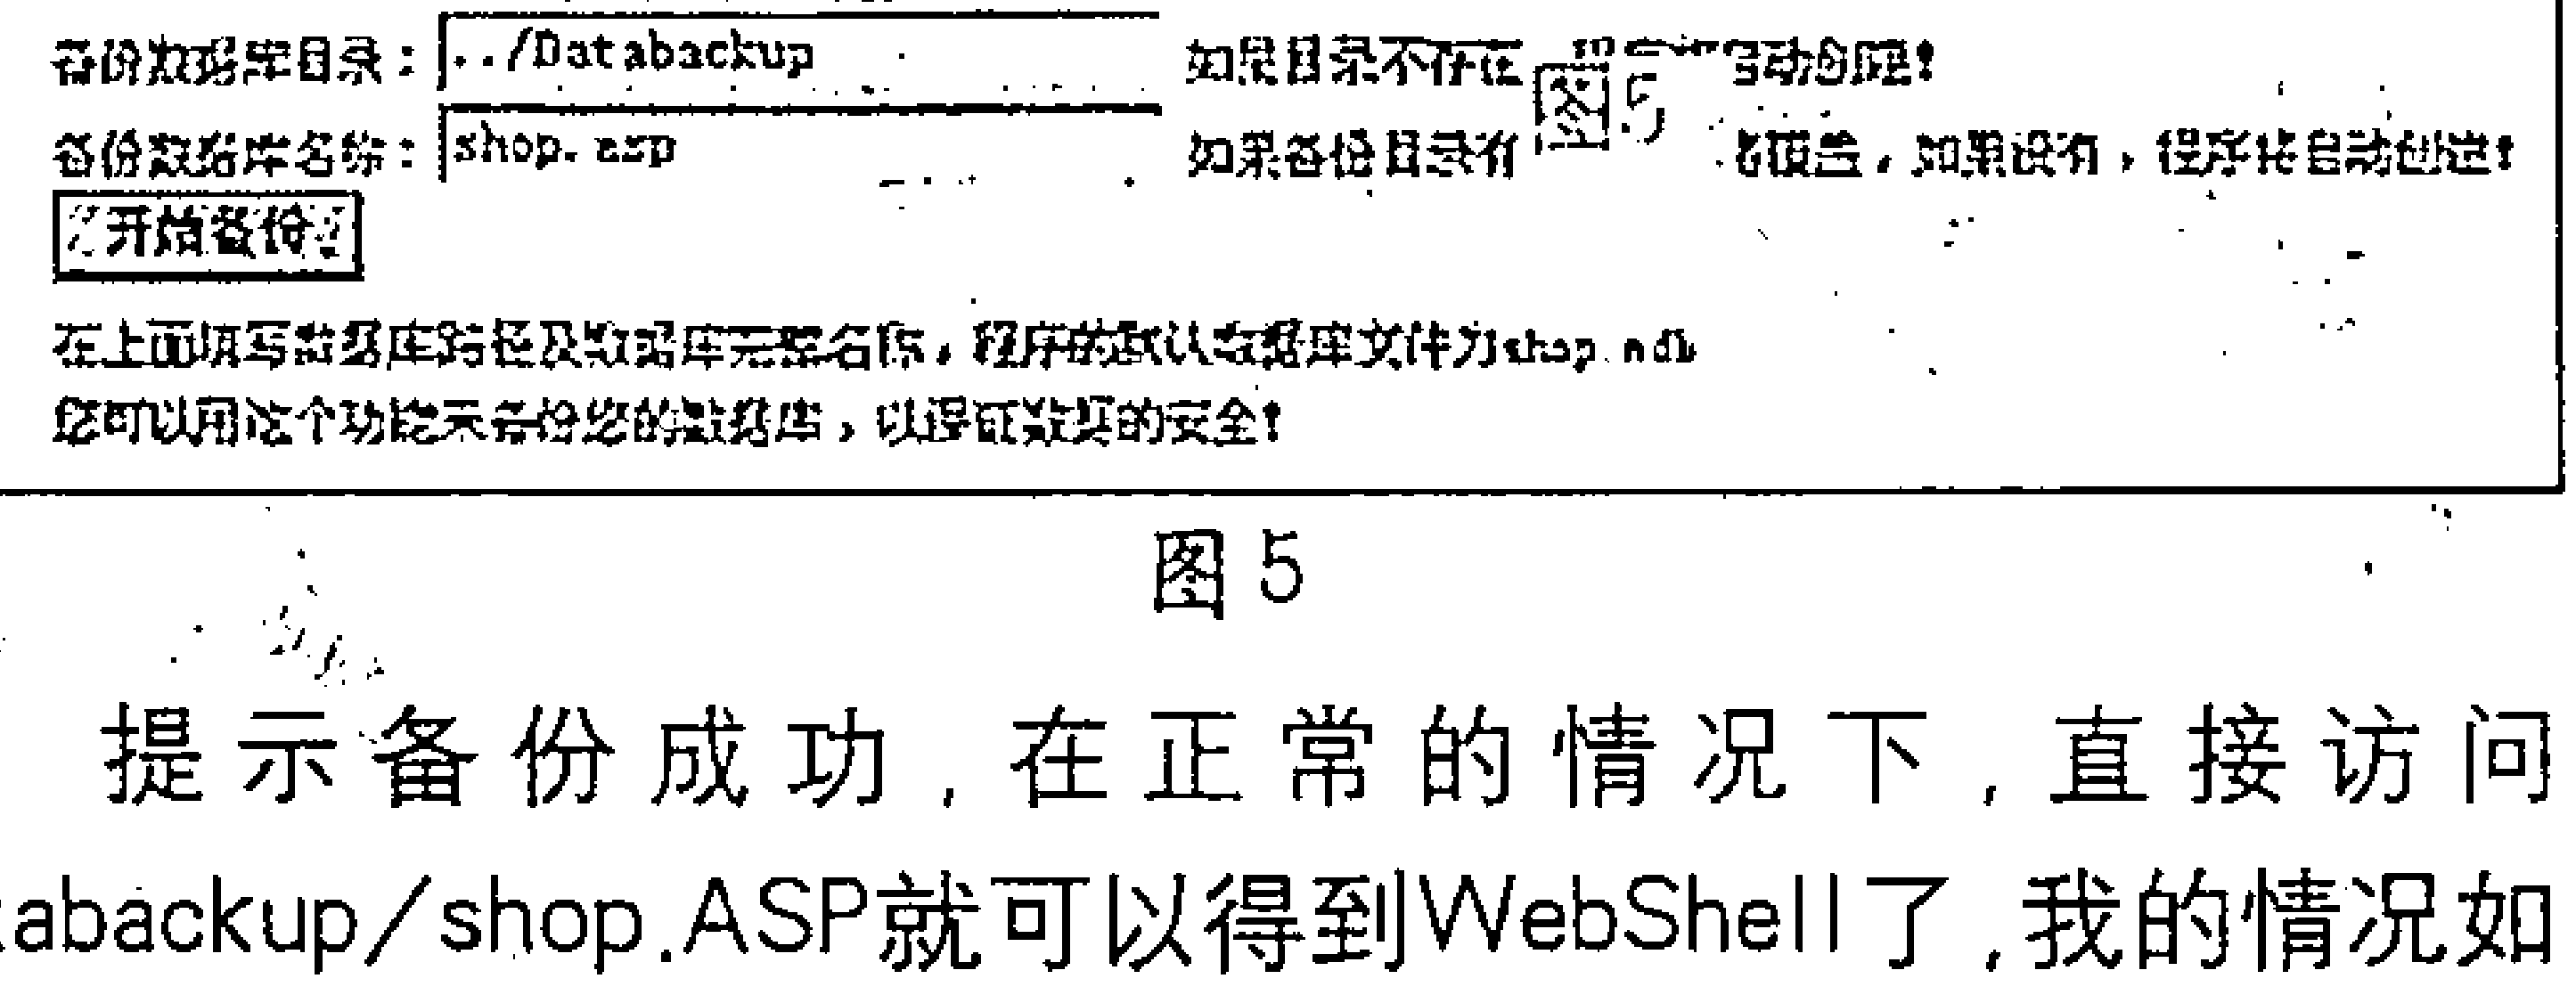 备份数据库目录：../Databackup 如果目录不存在 自动创建！
图5
备份数据库名称：shop.asp 如果备份目录有 覆盖，如果没有，程序将自动创建！
开始备份
在上面填写数据库路径及数据库完整名称，程序的默认数据库文件为shop.mdb
您可以用这个功能来备份您的数据库，以保证数据的安全！
图 5
提示备份成功，在正常的情况下，直接访问
abackup/shop.ASP就可以得到WebShell了，我的情况如